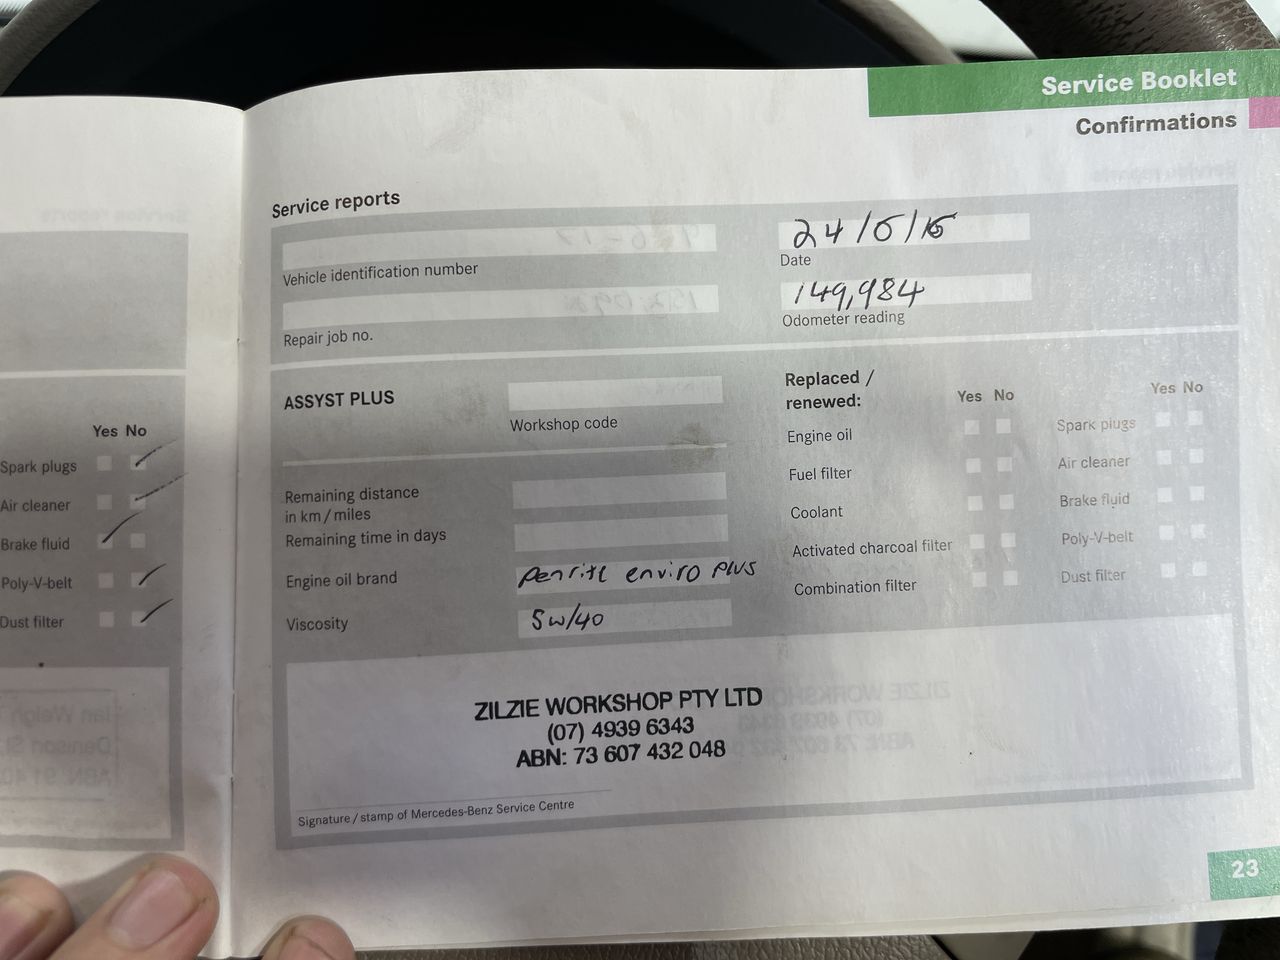 Service Booklet
Confirmations
Service reports
Vehicle identification number
Repair job no.
24/6/16
Date
149,984
Odometer reading
ASSYST PLUS
Workshop code
Remaining distance
in km / miles
Remaining time in days
Engine oil brand
penrite enviro PLUS
Viscosity
5w/40
Replaced /
renewed:
Yes No
Engine oil
Fuel filter
Coolant
Activated charcoal filter
Combination filter
Yes No
Spark plugs
Air cleaner
Brake fluid
Poly-V-belt
Dust filter
ZILZIE WORKSHOP PTY LTD
(07) 4939 6343
ABN: 73 607 432 048
Signature / stamp of Mercedes-Benz Service Centre
23
Yes No
Spark plugs
Air cleaner
Brake fluid
Poly-V-belt
Dust filter